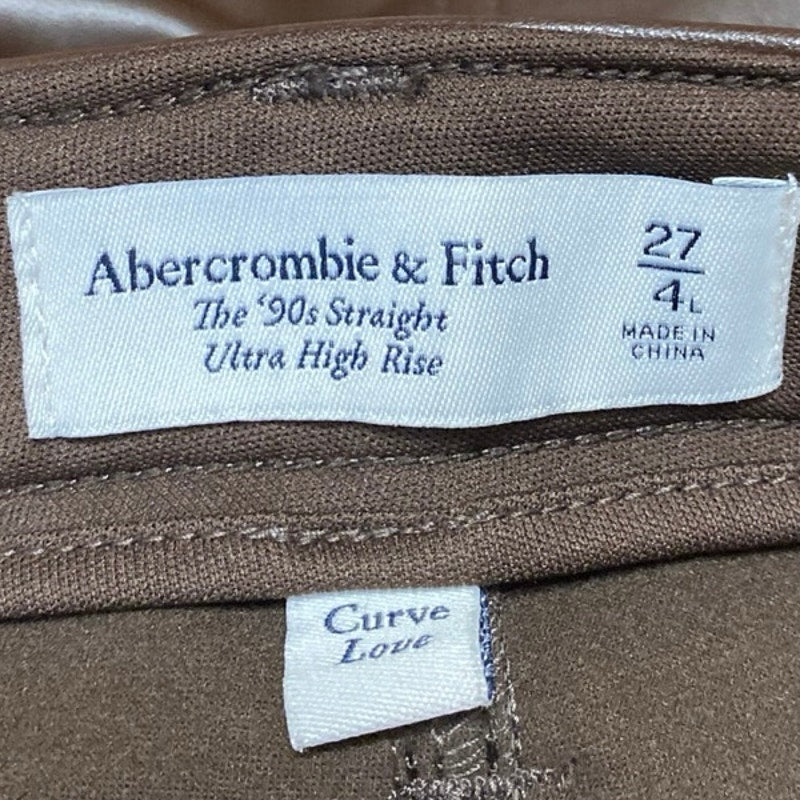 Abercrombie & Fitch
The ‘90s Straight
Ultra High Rise
27
4L
MADE IN
CHINA
Curve
Love